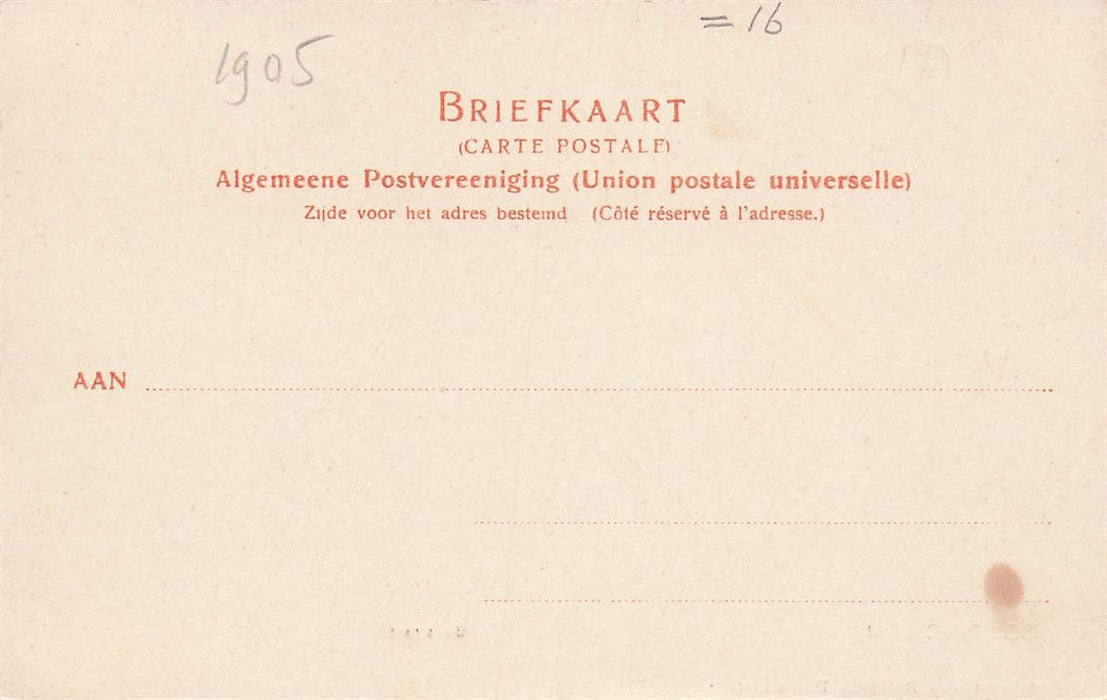 = 16
1905
BRIEFKAART
(CARTE POSTALE)
Algemeene Postvereeniging (Union postale universelle)
Zijde voor het adres bestemd (Côté réservé à l'adresse.)
AAN